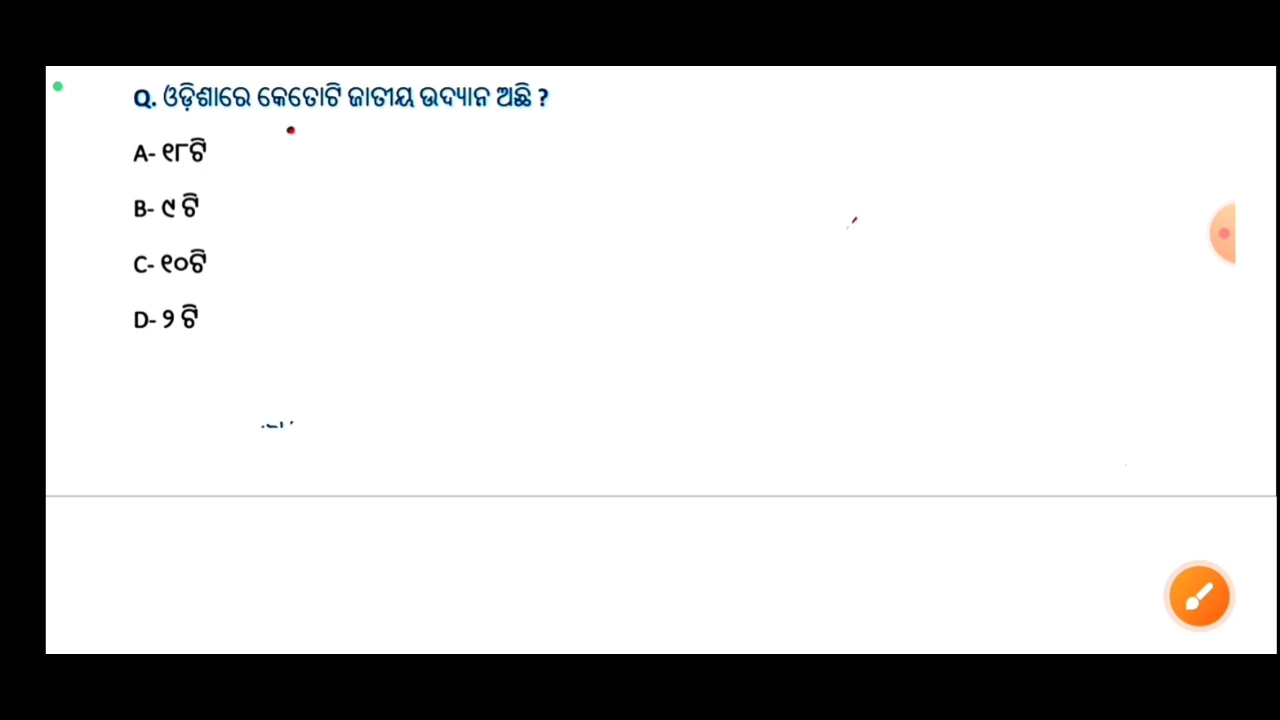 Q. ଓଡ଼ିଶାରେ କେତୋଟି ଜାତୀୟ ଉଦ୍ୟାନ ଅଛି ?
A- ୧୮ଟି
B- ୯ ଟି
C- ୧୦ଟି
D- ୨ ଟି